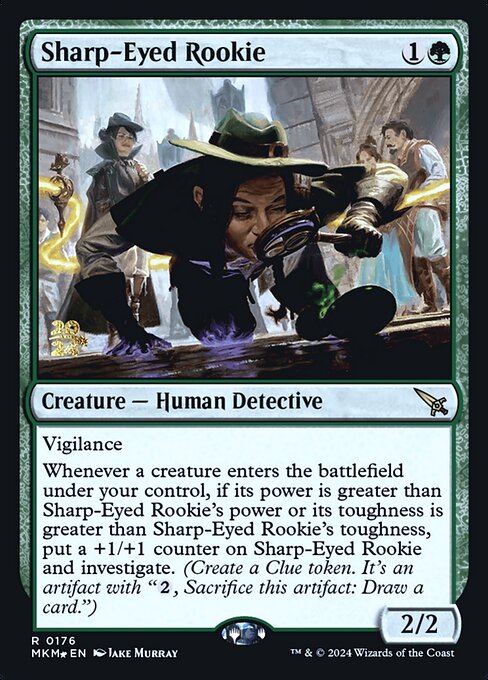 Sharp-Eyed Rookie 1
2024
Creature — Human Detective
Vigilance
Whenever a creature enters the battlefield
under your control, if its power is greater than
Sharp-Eyed Rookie's power or its toughness is
greater than Sharp-Eyed Rookie's toughness,
put a +1/+1 counter on Sharp-Eyed Rookie
and investigate. (Create a Clue token. It's an
artifact with “2, Sacrifice this artifact: Draw a
card.”)
2/2
R 0176
MKM★EN Jake Murray
™ & © 2024 Wizards of the Coast